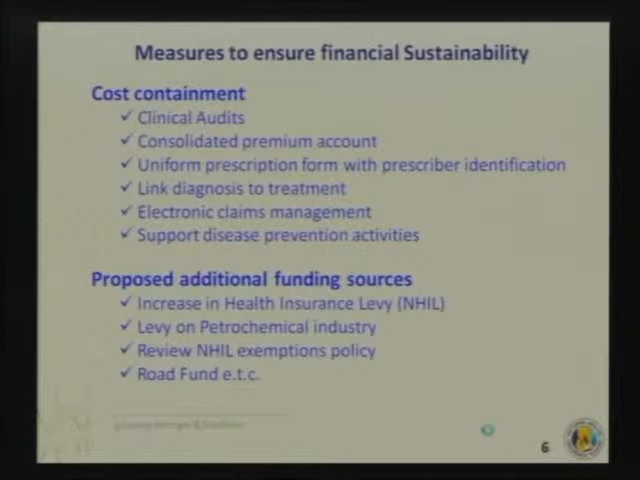 Measures to ensure financial Sustainability
Cost containment
✓ Clinical Audits
✓ Consolidated premium account
✓ Uniform prescription form with prescriber identification
✓ Link diagnosis to treatment
✓ Electronic claims management
✓ Support disease prevention activities
Proposed additional funding sources
✓ Increase in Health Insurance Levy (NHIL)
✓ Levy on Petrochemical industry
✓ Review NHIL exemptions policy
✓ Road Fund e.t.c.
6